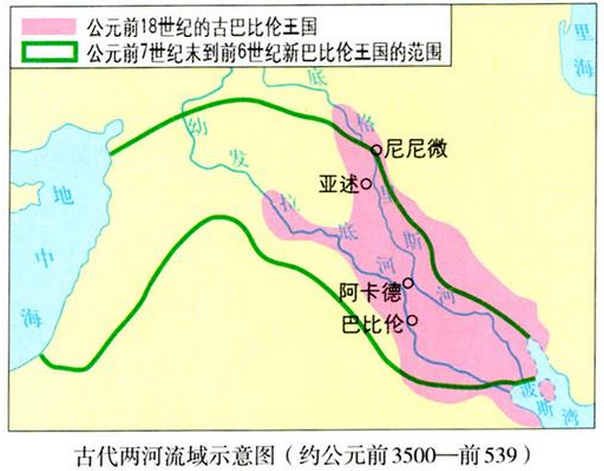 公元前18世纪的古巴比伦王国
公元前7世纪末到前6世纪新巴比伦王国的范围
里海
底格里斯河
幼发拉底河
地中海
尼尼微
亚述
阿卡德
巴比伦
河
波斯湾
古代两河流域示意图（约公元前3500—前539）